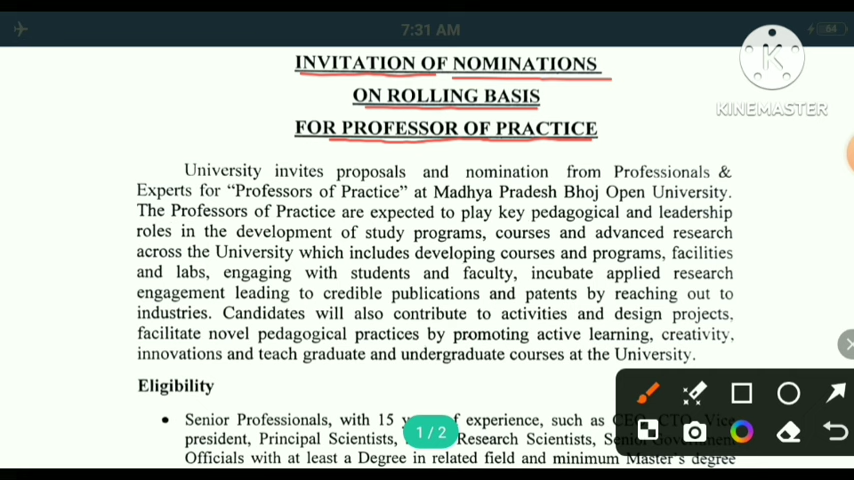 7:31 AM
64
INVITATION OF NOMINATIONS
ON ROLLING BASIS
FOR PROFESSOR OF PRACTICE
K
KINEMASTER
University invites proposals and nomination from Professionals &
Experts for “Professors of Practice” at Madhya Pradesh Bhoj Open University.
The Professors of Practice are expected to play key pedagogical and leadership
roles in the development of study programs, courses and advanced research
across the University which includes developing courses and programs, facilities
and labs, engaging with students and faculty, incubate applied research
engagement leading to credible publications and patents by reaching out to
industries. Candidates will also contribute to activities and design projects,
facilitate novel pedagogical practices by promoting active learning, creativity,
innovations and teach graduate and undergraduate courses at the University.
Eligibility
• Senior Professionals, with 15 of experience, such as CEO, CTO, Vice
president, Principal Scientists, Research Scientists, Senior Government
Officials with at least a Degree in related field and minimum Master's degree
1/2